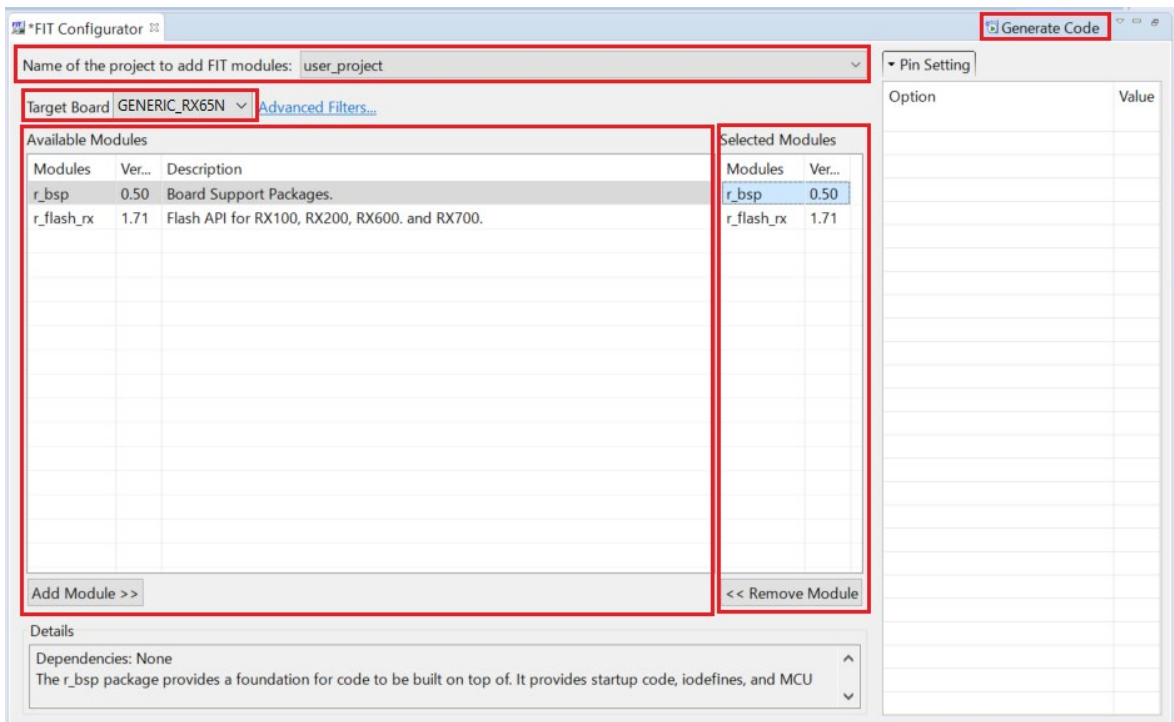 *FIT Configurator
Generate Code
Name of the project to add FIT modules: user_project
Pin Setting
Target Board GENERIC_RX65N Advanced Filters...
Option Value
Available Modules
Modules Ver... Description
r_bsp 0.50 Board Support Packages.
r_flash_rx 1.71 Flash API for RX100, RX200, RX600. and RX700.
Add Module >>
Selected Modules
Modules Ver...
r_bsp 0.50
r_flash_rx 1.71
<< Remove Module
Details
Dependencies: None
The r_bsp package provides a foundation for code to be built on top of. It provides startup code, iodefines, and MCU